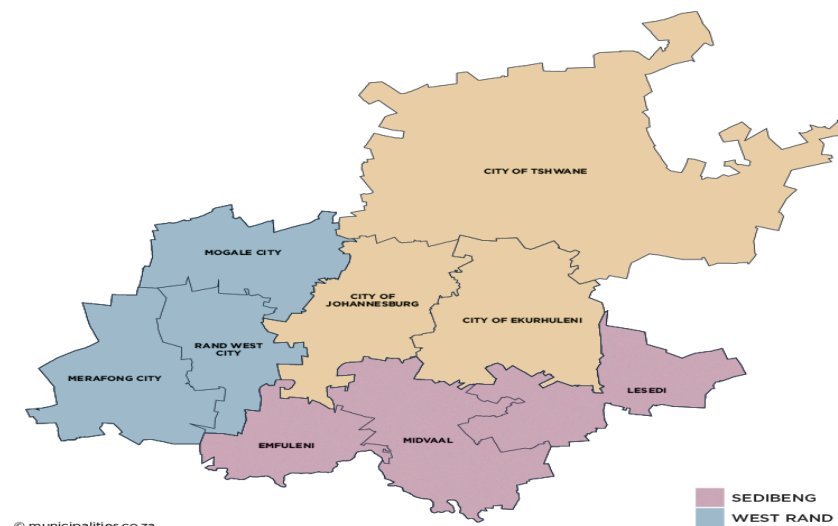 CITY OF TSHWANE
MOGALE CITY
CITY OF
JOHANNESBURG
CITY OF EKURHULENI
RAND WEST
CITY
MERAFONG CITY
LESEDI
EMFULENI
MIDVAAL
SEDIBENG
WEST RAND
© municipalities.co.za